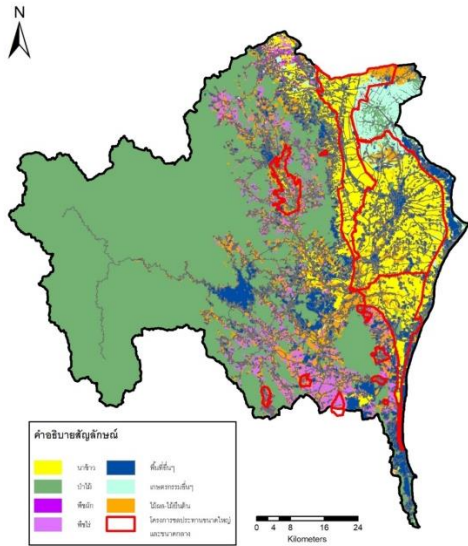 N
คำอธิบายสัญลักษณ์
นาข้าว
ป่าไม้
พืชผัก
พืชไร่
พื้นที่อื่นๆ
เกษตรกรรมอื่นๆ
ไม้ผล-ไม้ยืนต้น
โครงการชลประทานขนาดใหญ่
และขนาดกลาง
0 4 8 16 24
Kilometers